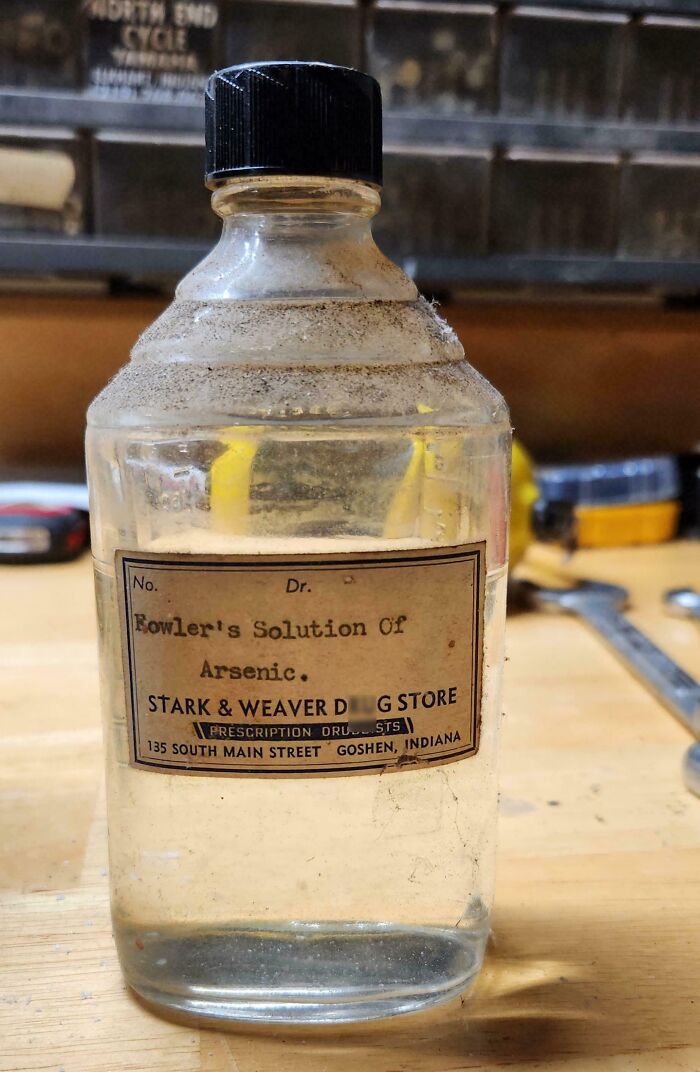 NORTH END
CYCLE
YAMAHA
No. Dr.
Fowler's Solution Of
Arsenic.
STARK & WEAVER D G STORE
PRESCRIPTION
135 SOUTH MAIN STREET GOSHEN, INDIANA